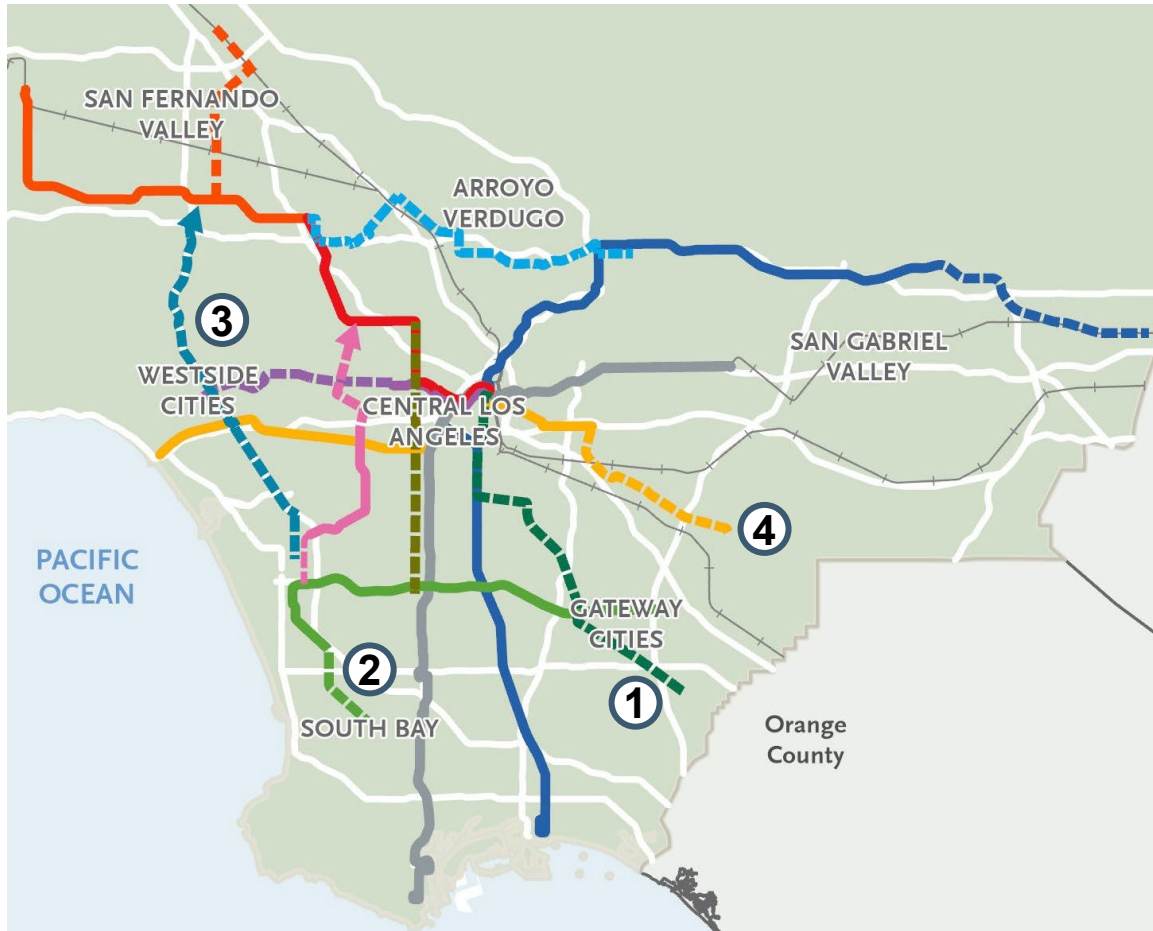 SAN FERNANDO
VALLEY
ARROYO
VERDUGO
3
SAN GABRIEL
VALLEY
WESTSIDE
CITIES
CENTRAL LOS
ANGELES
4
PACIFIC
OCEAN
GATEWAY
CITIES
2
1
SOUTH BAY
Orange
County